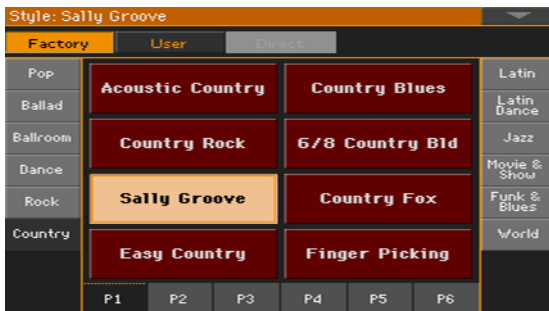 Style: Sally Groove
Factory
User
Direct
Pop
Ballad
Ballroom
Dance
Rock
Country
Acoustic Country
Country Blues
Country Rock
6/8 Country Bld
Sally Groove
Country Fox
Easy Country
Finger Picking
Latin
Latin
Dance
Jazz
Movie &
Show
Funk &
Blues
World
P1
P2
P3
P4
P5
P6